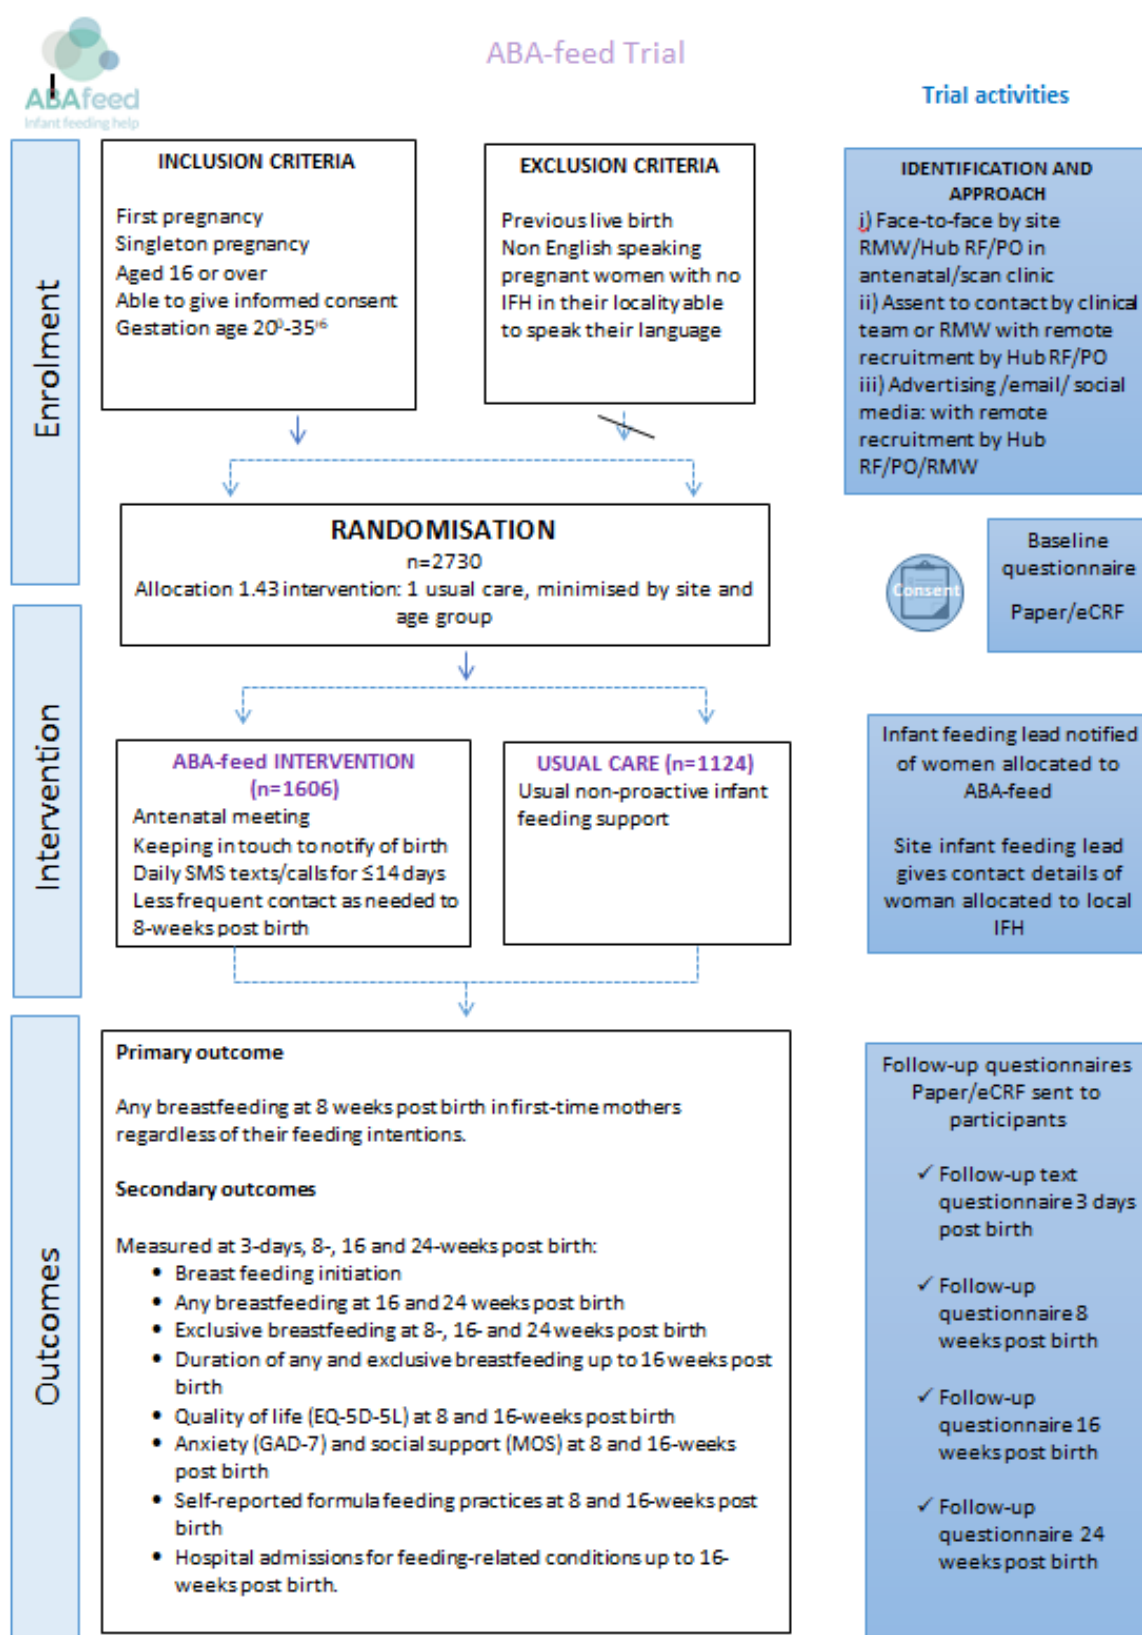 ABA-feed Trial
ABAfeed
Infant feeding help
Trial activities
Enrolment
INCLUSION CRITERIA
First pregnancy
Singleton pregnancy
Aged 16 or over
Able to give informed consent
Gestation age 20⁰-35⁺⁶
EXCLUSION CRITERIA
Previous live birth
Non English speaking
pregnant women with no
IFH in their locality able
to speak their language
IDENTIFICATION AND
APPROACH
i) Face-to-face by site
RMW/Hub RF/PO in
antenatal/scan clinic
ii) Assent to contact by clinical
team or RMW with remote
recruitment by Hub RF/PO
iii) Advertising /email/ social
media: with remote
recruitment by Hub
RF/PO/RMW
RANDOMISATION
n=2730
Allocation 1.43 intervention: 1 usual care, minimised by site and
age group
Consent
Baseline
questionnaire
Paper/eCRF
Intervention
ABA-feed INTERVENTION
(n=1606)
Antenatal meeting
Keeping in touch to notify of birth
Daily SMS texts/calls for ≤14 days
Less frequent contact as needed to
8-weeks post birth
USUAL CARE (n=1124)
Usual non-proactive infant
feeding support
Infant feeding lead notified
of women allocated to
ABA-feed
Site infant feeding lead
gives contact details of
woman allocated to local
IFH
Outcomes
Primary outcome
Any breastfeeding at 8 weeks post birth in first-time mothers
regardless of their feeding intentions.
Secondary outcomes
Measured at 3-days, 8-, 16 and 24-weeks post birth:
• Breast feeding initiation
• Any breastfeeding at 16 and 24 weeks post birth
• Exclusive breastfeeding at 8-, 16- and 24 weeks post birth
• Duration of any and exclusive breastfeeding up to 16 weeks post
birth
• Quality of life (EQ-5D-5L) at 8 and 16-weeks post birth
• Anxiety (GAD-7) and social support (MOS) at 8 and 16-weeks
post birth
• Self-reported formula feeding practices at 8 and 16-weeks post
birth
• Hospital admissions for feeding-related conditions up to 16-
weeks post birth.
Follow-up questionnaires
Paper/eCRF sent to
participants
✓ Follow-up text
questionnaire 3 days
post birth
✓ Follow-up
questionnaire 8
weeks post birth
✓ Follow-up
questionnaire 16
weeks post birth
✓ Follow-up
questionnaire 24
weeks post birth